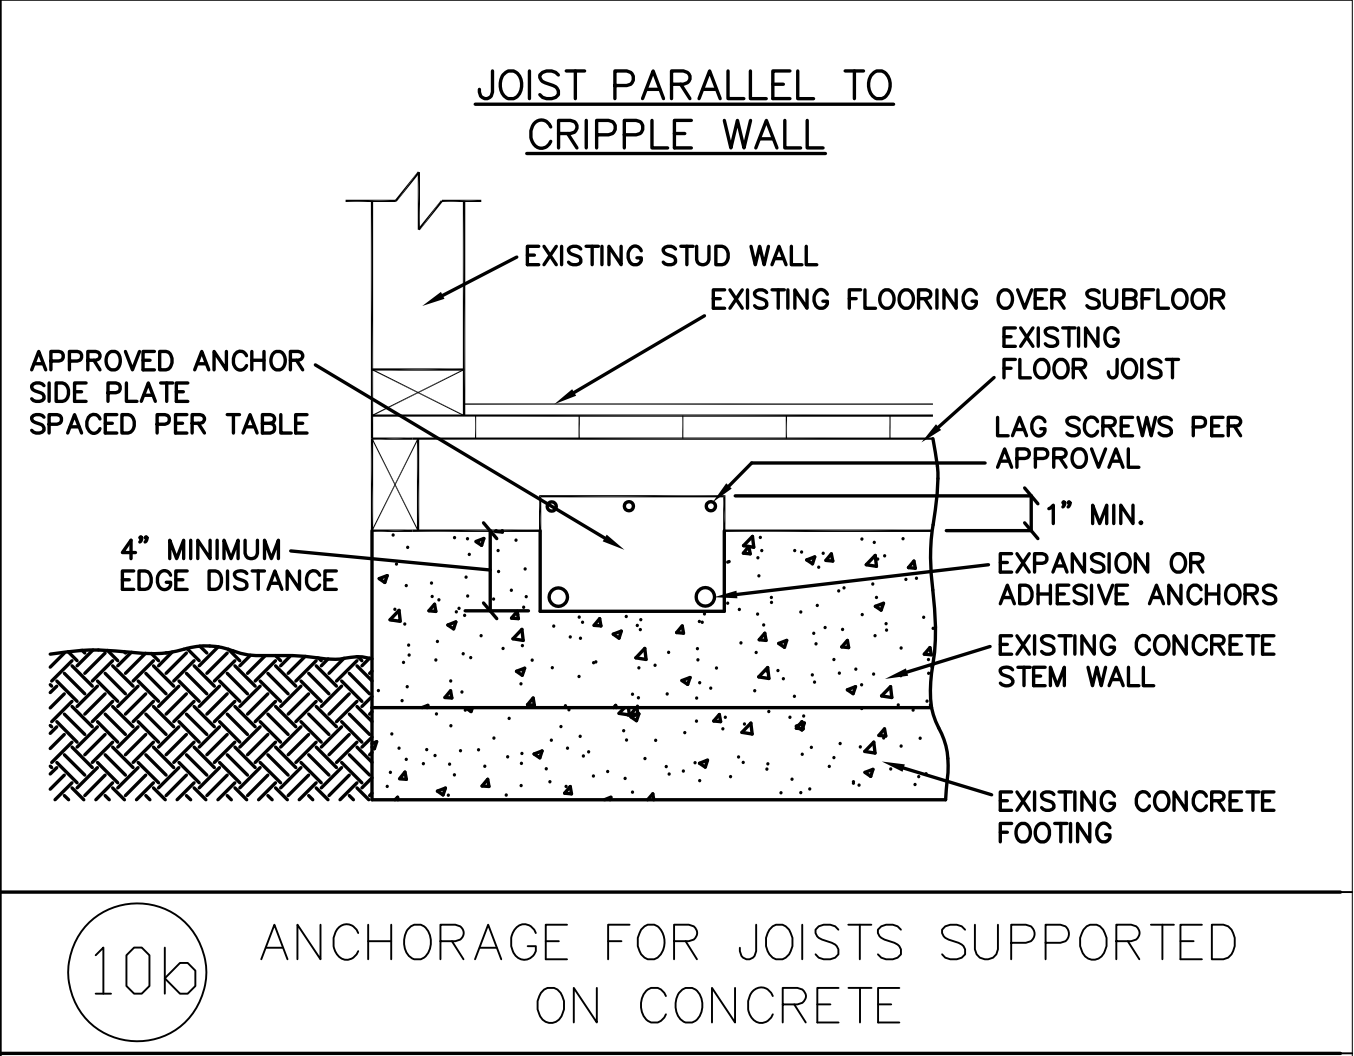 JOIST PARALLEL TO
CRIPPLE WALL
EXISTING STUD WALL
EXISTING FLOORING OVER SUBFLOOR
EXISTING
FLOOR JOIST
APPROVED ANCHOR
SIDE PLATE
SPACED PER TABLE
LAG SCREWS PER
APPROVAL
1" MIN.
4" MINIMUM
EDGE DISTANCE
EXPANSION OR
ADHESIVE ANCHORS
EXISTING CONCRETE
STEM WALL
EXISTING CONCRETE
FOOTING
10b
ANCHORAGE FOR JOISTS SUPPORTED
ON CONCRETE